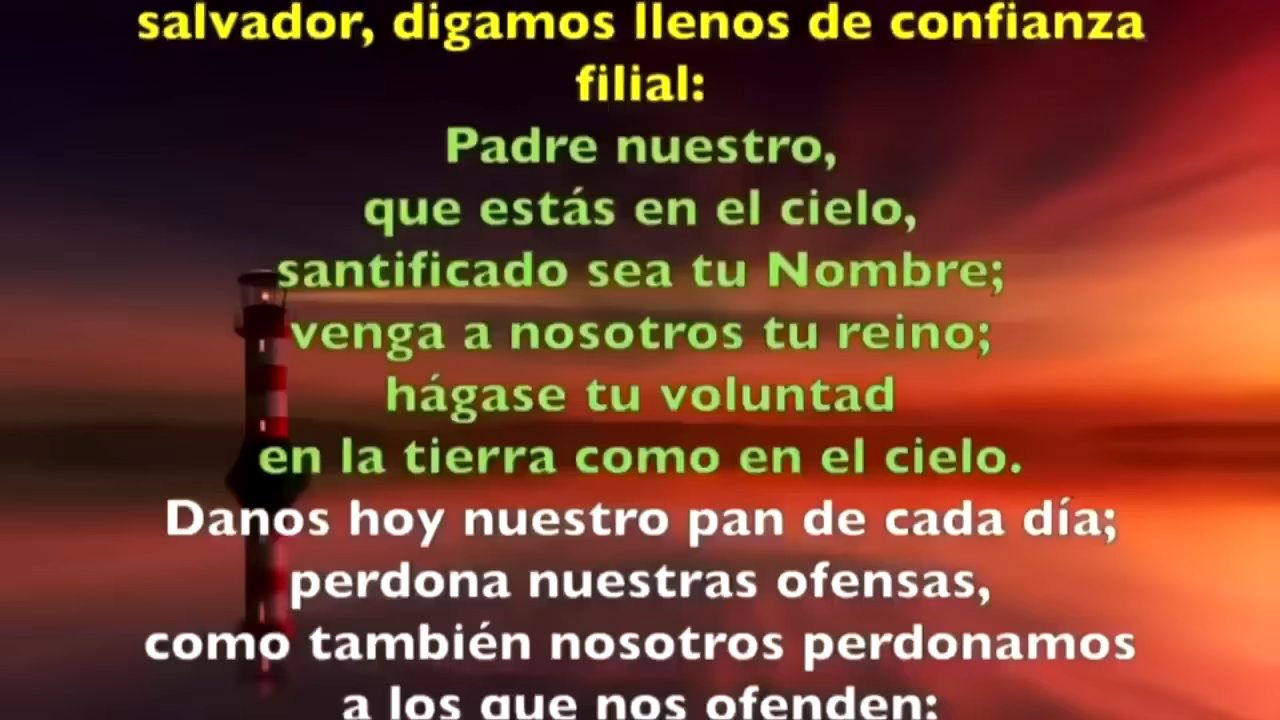 salvador, digamos llenos de confianza
filial:
Padre nuestro,
que estás en el cielo,
santificado sea tu Nombre;
venga a nosotros tu reino;
hágase tu voluntad
en la tierra como en el cielo.
Danos hoy nuestro pan de cada día;
perdona nuestras ofensas,
como también nosotros perdonamos
a los que nos ofenden;